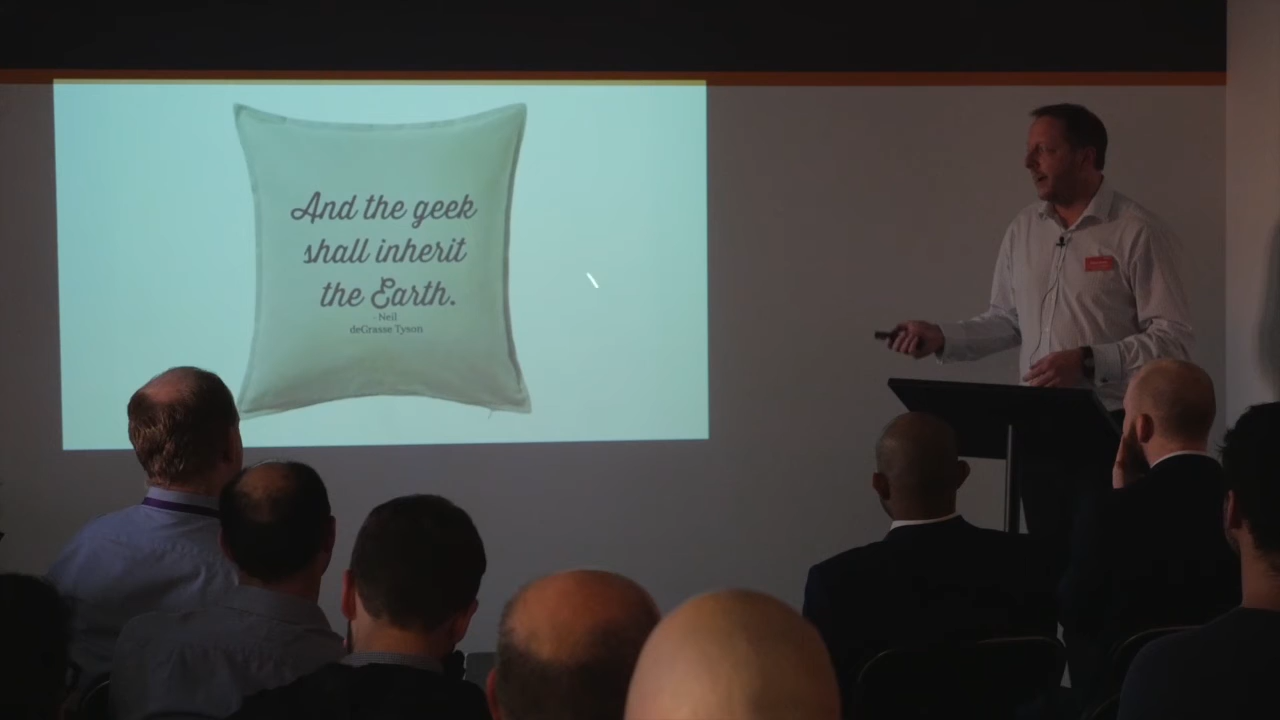 And the geek
shall inherit
the Earth.
- Neil
deGrasse Tyson